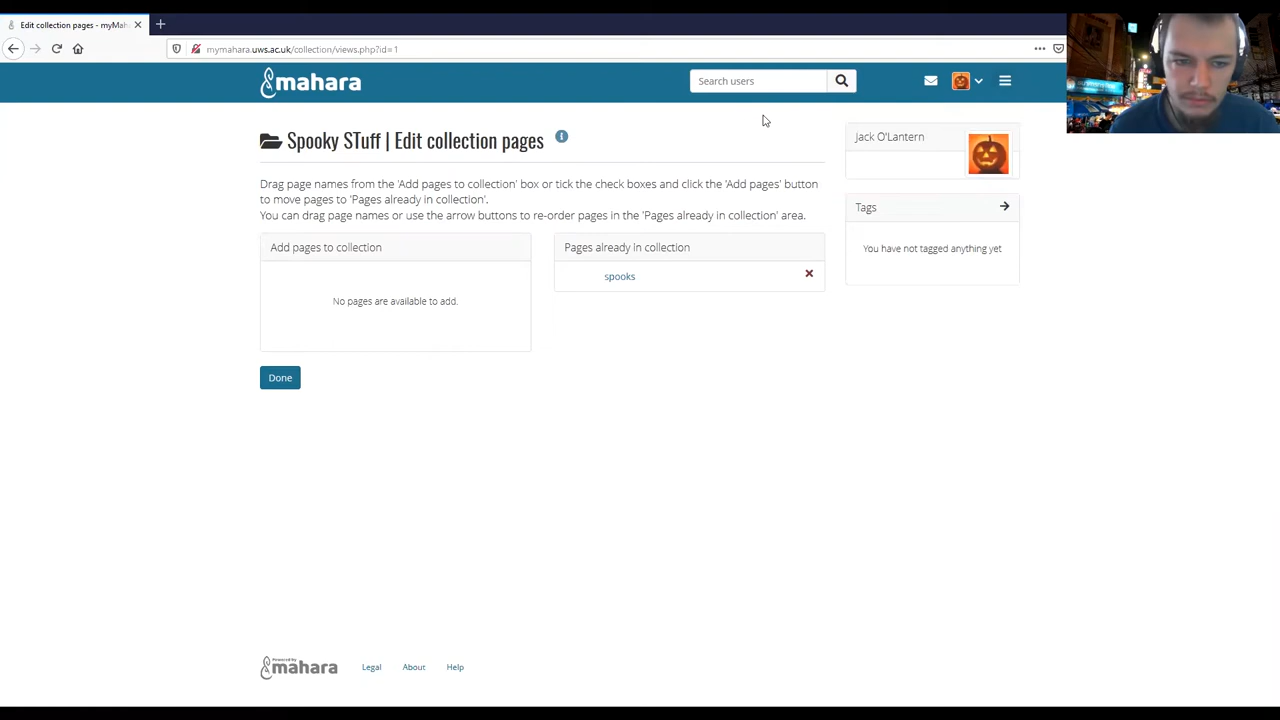 Edit collection pages - myMah
mymahara.uws.ac.uk/collection/views.php?id=1
mahara
Search users
Spooky STuff | Edit collection pages
Jack O'Lantern
Drag page names from the 'Add pages to collection' box or tick the check boxes and click the 'Add pages' button
to move pages to 'Pages already in collection'.
You can drag page names or use the arrow buttons to re-order pages in the 'Pages already in collection' area.
Tags
You have not tagged anything yet
Add pages to collection
Pages already in collection
spooks
No pages are available to add.
Done
Powered by
mahara
Legal
About
Help